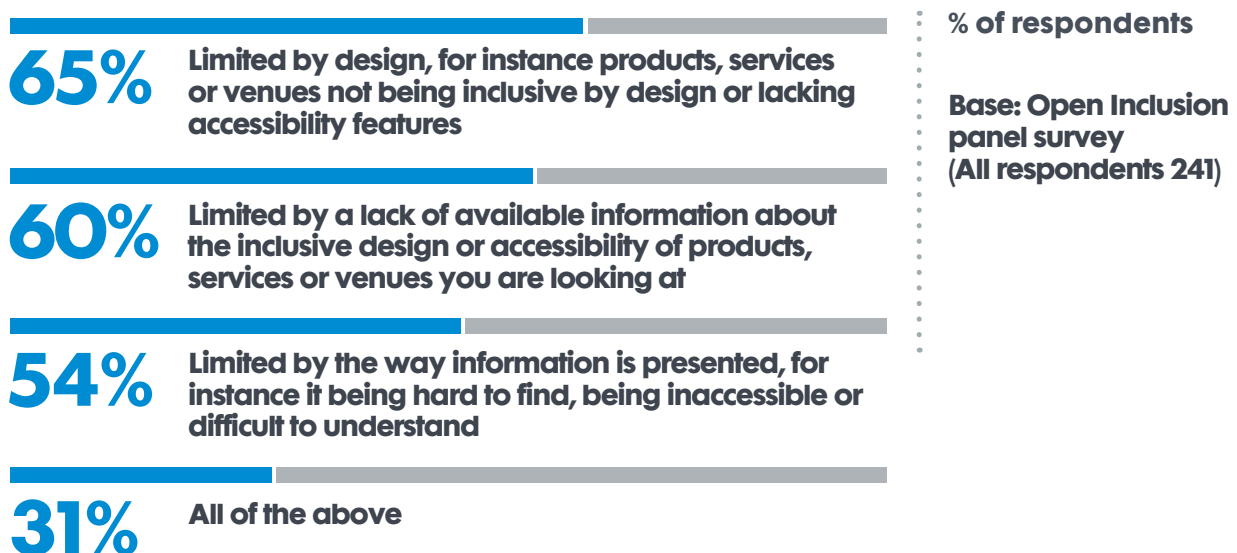 65%
Limited by design, for instance products, services
or venues not being inclusive by design or lacking
accessibility features
60%
Limited by a lack of available information about
the inclusive design or accessibility of products,
services or venues you are looking at
54%
Limited by the way information is presented, for
instance it being hard to find, being inaccessible or
difficult to understand
31%
All of the above
% of respondents
Base: Open Inclusion
panel survey
(All respondents 241)